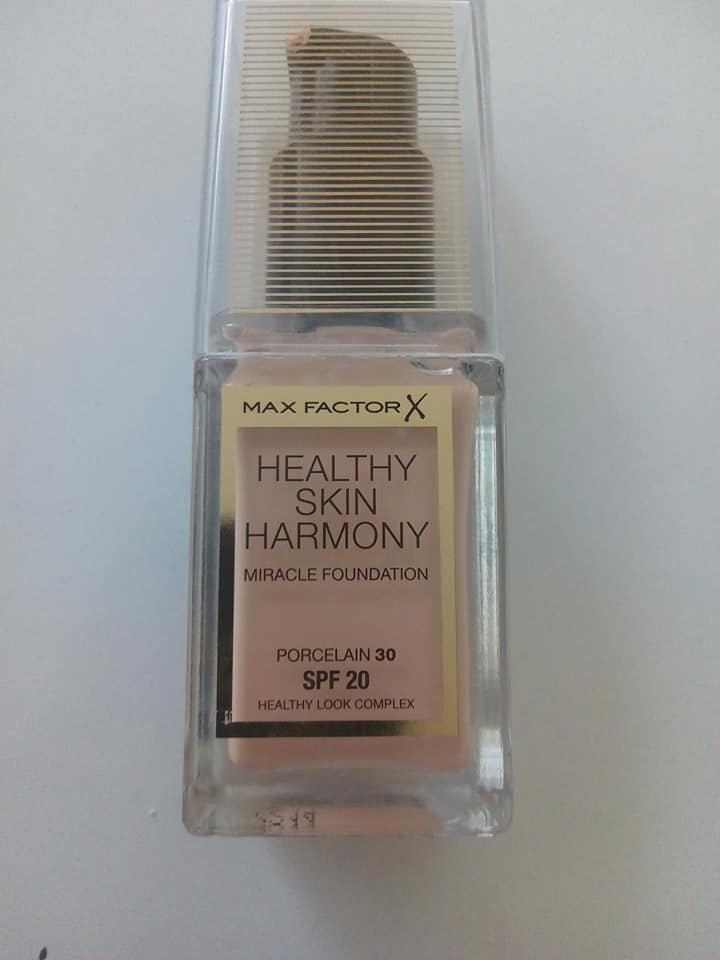 MAX FACTOR X
HEALTHY
SKIN
HARMONY
MIRACLE FOUNDATION
PORCELAIN 30
SPF 20
HEALTHY LOOK COMPLEX